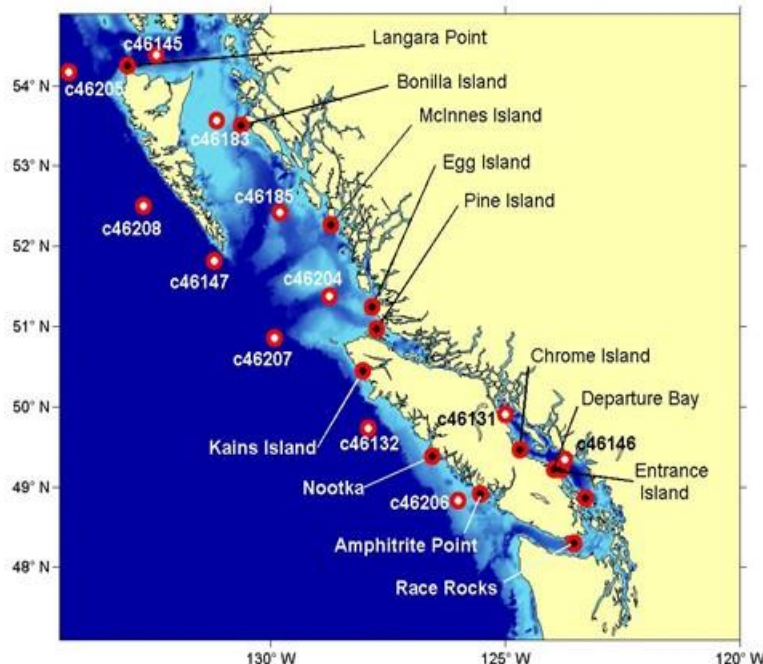 c46145
Langara Point
54° N
c46205
Bonilla Island
c46183
McInnes Island
53° N
Egg Island
c46185
Pine Island
c46208
52° N
c46147
c46204
51° N
c46207
Chrome Island
Departure Bay
50° N
c46131
Kains Island
c46132
c46146
Entrance
Island
Nootka
49° N
c46206
Amphitrite Point
Race Rocks
48° N
130° W
125° W
120° W